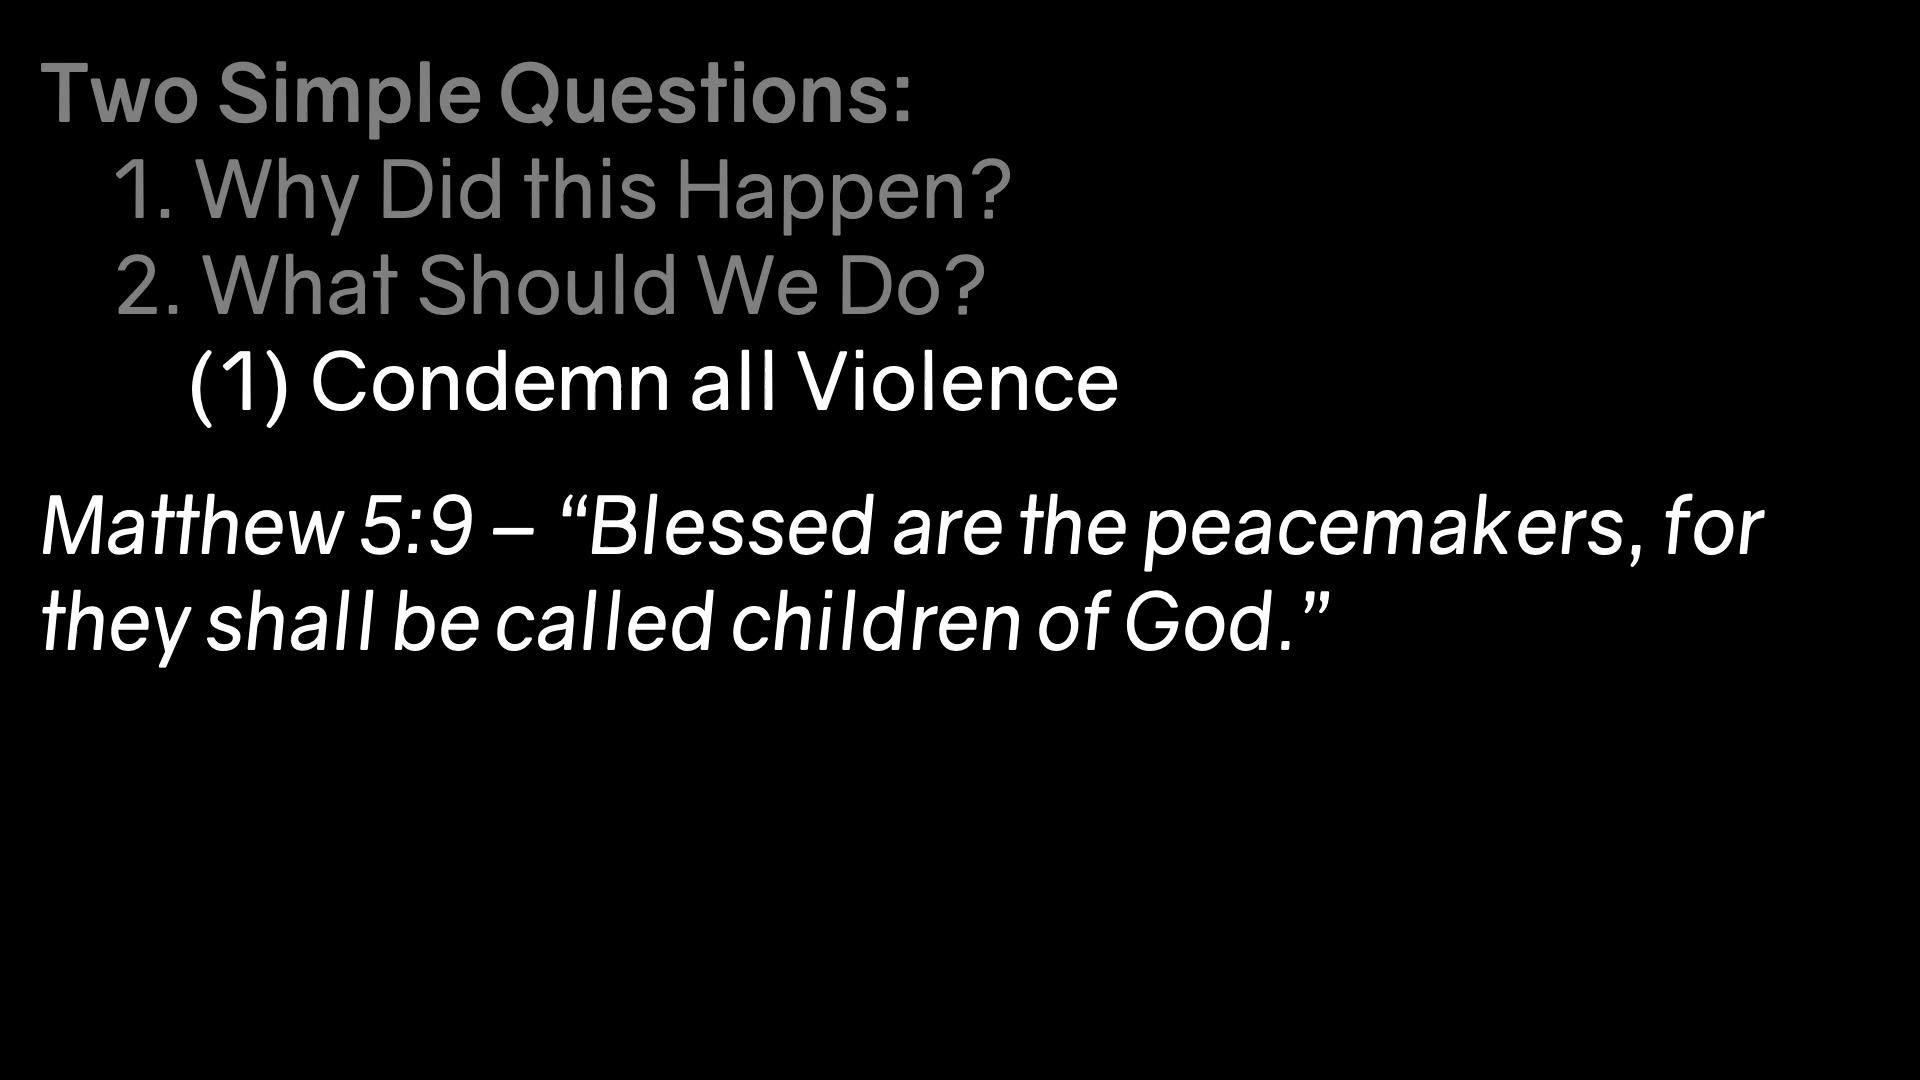 Two Simple Questions:
1. Why Did this Happen?
2. What Should We Do?
(1) Condemn all Violence
Matthew 5:9 – “Blessed are the peacemakers, for
they shall be called children of God.”